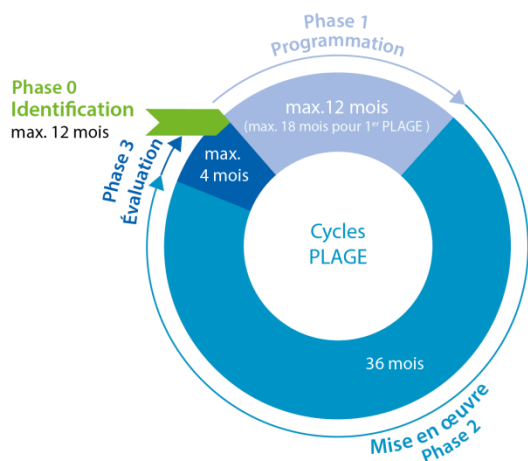 Phase 1
Programmation
Phase 0
Identification
max. 12 mois
max.12 mois
(max. 18 mois pour 1er PLAGE )
Phase 3
Évaluation
max.
4 mois
Cycles
PLAGE
36 mois
Mise en œuvre
Phase 2